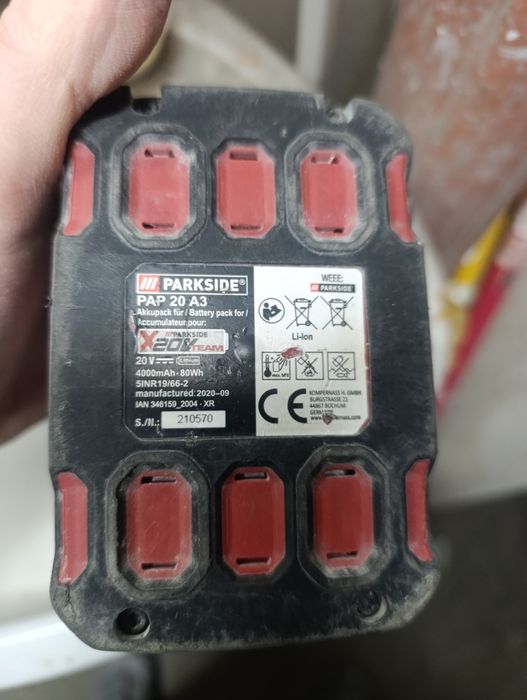 PARKSIDE®
PAP 20 A3
Akkupack für / Battery pack for /
Accumulateur pour:
PARKSIDE
X20V TEAM
20 V
4000mAh - 80Wh
5INR19/66-2
manufactured: 2020-09
IAN 346159_2004 - XR
S./N.: 210570
WEEE:
PARKSIDE
Li-Ion
CE
KOMPERNASS H. GMBH
BURGSTRASSE 21
44867 BOCHUM